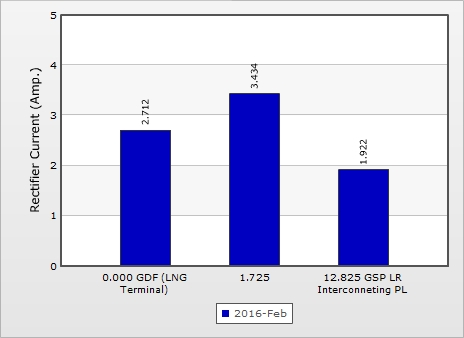 5
4
3
2
1
0
Rectifier Current (Amp.)
2.712
3.434
1.922
0.000 GDF (LNG
Terminal)
1.725
12.825 GSP LR
Interconneting PL
2016-Feb